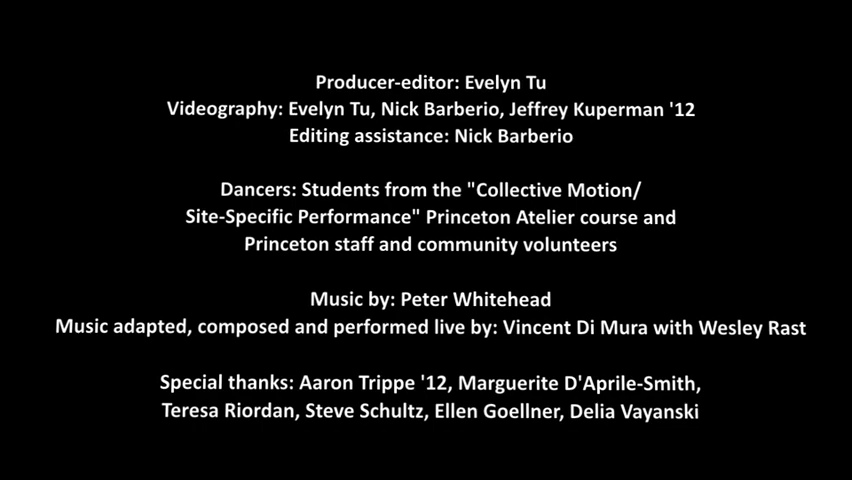 Producer-editor: Evelyn Tu
Videography: Evelyn Tu, Nick Barberio, Jeffrey Kuperman '12
Editing assistance: Nick Barberio
Dancers: Students from the "Collective Motion/
Site-Specific Performance" Princeton Atelier course and
Princeton staff and community volunteers
Music by: Peter Whitehead
Music adapted, composed and performed live by: Vincent Di Mura with Wesley Rast
Special thanks: Aaron Trippe '12, Marguerite D'Aprile-Smith,
Teresa Riordan, Steve Schultz, Ellen Goellner, Delia Vayanski